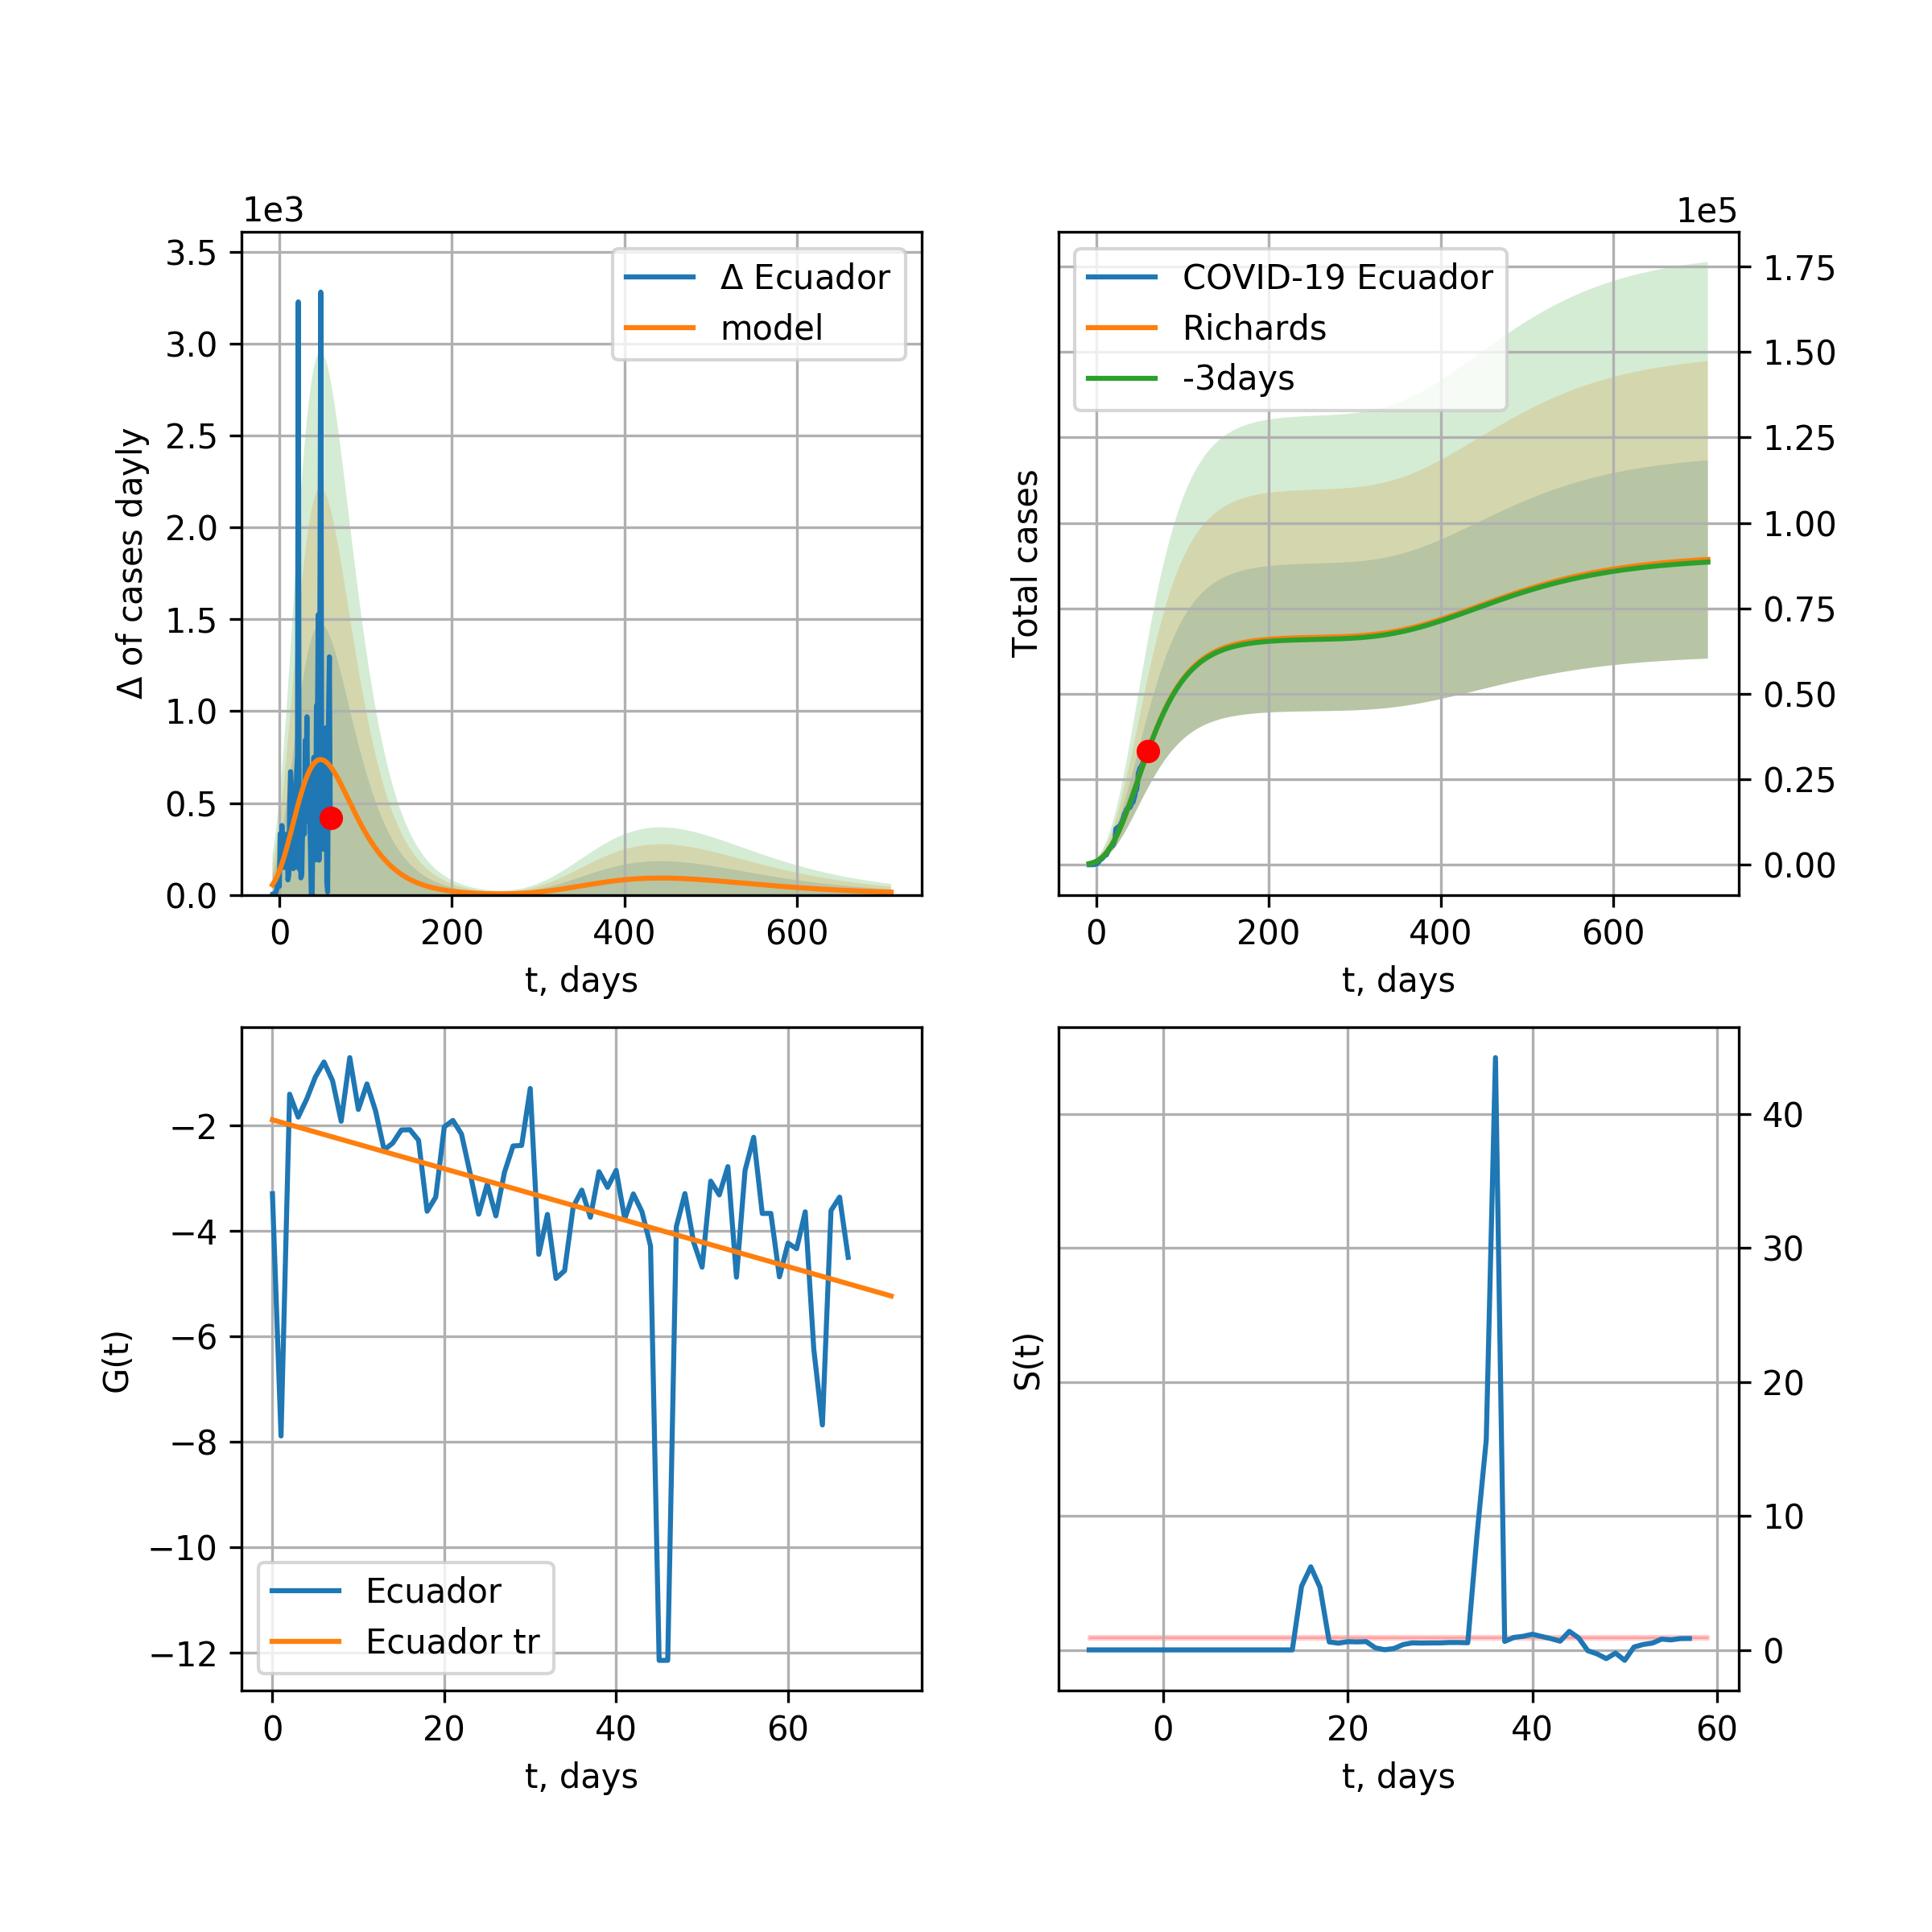 1e3
3.5
3.0
2.5
2.0
1.5
1.0
0.5
0.0
Δ of cases dayly
Δ Ecuador
model
0 200 400 600
t, days
1e5
COVID-19 Ecuador
Richards
-3days
Total cases
1.75
1.50
1.25
1.00
0.75
0.50
0.25
0.00
0 200 400 600
t, days
−2
−4
−6
−8
−10
−12
G(t)
Ecuador
Ecuador tr
0 20 40 60
t, days
S(t)
40
30
20
10
0
0 20 40 60
t, days